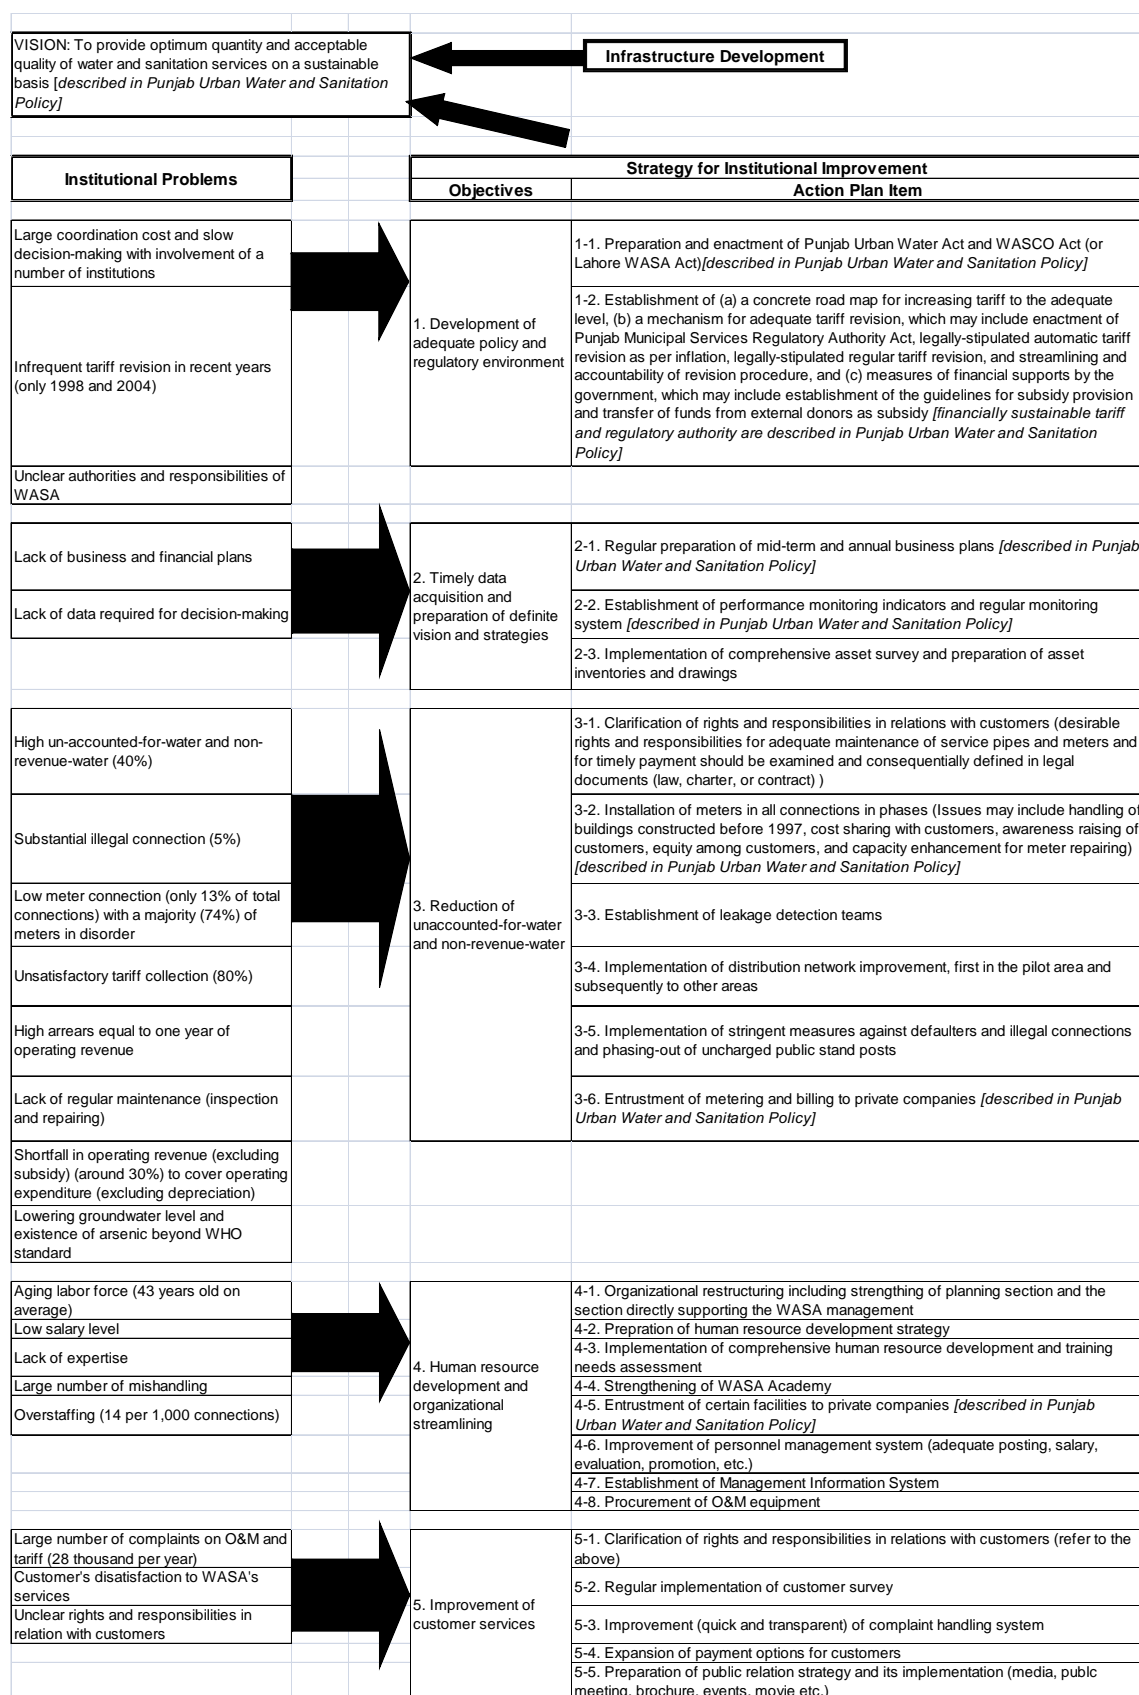 VISION: To provide optimum quantity and acceptable
quality of water and sanitation services on a sustainable
basis [described in Punjab Urban Water and Sanitation
Policy]
Infrastructure Development
Institutional Problems
Strategy for Institutional Improvement
Objectives
Action Plan Item
Large coordination cost and slow
decision-making with involvement of a
number of institutions
Infrequent tariff revision in recent years
(only 1998 and 2004)
Unclear authorities and responsibilities of
WASA
1. Development of
adequate policy and
regulatory environment
1-1. Preparation and enactment of Punjab Urban Water Act and WASCO Act (or
Lahore WASA Act)[described in Punjab Urban Water and Sanitation Policy]
1-2. Establishment of (a) a concrete road map for increasing tariff to the adequate
level, (b) a mechanism for adequate tariff revision, which may include enactment of
Punjab Municipal Services Regulatory Authority Act, legally-stipulated automatic tariff
revision as per inflation, legally-stipulated regular tariff revision, and streamlining and
accountability of revision procedure, and (c) measures of financial supports by the
government, which may include establishment of the guidelines for subsidy provision
and transfer of funds from external donors as subsidy [financially sustainable tariff
and regulatory authority are described in Punjab Urban Water and Sanitation
Policy]
Lack of business and financial plans
Lack of data required for decision-making
2. Timely data
acquisition and
preparation of definite
vision and strategies
2-1. Regular preparation of mid-term and annual business plans [described in Punjab
Urban Water and Sanitation Policy]
2-2. Establishment of performance monitoring indicators and regular monitoring
system [described in Punjab Urban Water and Sanitation Policy]
2-3. Implementation of comprehensive asset survey and preparation of asset
inventories and drawings
High un-accounted-for-water and non-
revenue-water (40%)
Substantial illegal connection (5%)
Low meter connection (only 13% of total
connections) with a majority (74%) of
meters in disorder
Unsatisfactory tariff collection (80%)
High arrears equal to one year of
operating revenue
Lack of regular maintenance (inspection
and repairing)
Shortfall in operating revenue (excluding
subsidy) (around 30%) to cover operating
expenditure (excluding depreciation)
Lowering groundwater level and
existence of arsenic beyond WHO
standard
3. Reduction of
unaccounted-for-water
and non-revenue-water
3-1. Clarification of rights and responsibilities in relations with customers (desirable
rights and responsibilities for adequate maintenance of service pipes and meters and
for timely payment should be examined and consequentially defined in legal
documents (law, charter, or contract) )
3-2. Installation of meters in all connections in phases (Issues may include handling of
buildings constructed before 1997, cost sharing with customers, awareness raising of
customers, equity among customers, and capacity enhancement for meter repairing)
[described in Punjab Urban Water and Sanitation Policy]
3-3. Establishment of leakage detection teams
3-4. Implementation of distribution network improvement, first in the pilot area and
subsequently to other areas
3-5. Implementation of stringent measures against defaulters and illegal connections
and phasing-out of uncharged public stand posts
3-6. Entrustment of metering and billing to private companies [described in Punjab
Urban Water and Sanitation Policy]
Aging labor force (43 years old on
average)
Low salary level
Lack of expertise
Large number of mishandling
Overstaffing (14 per 1,000 connections)
4. Human resource
development and
organizational
streamlining
4-1. Organizational restructuring including strengthing of planning section and the
section directly supporting the WASA management
4-2. Prepration of human resource development strategy
4-3. Implementation of comprehensive human resource development and training
needs assessment
4-4. Strengthening of WASA Academy
4-5. Entrustment of certain facilities to private companies [described in Punjab
Urban Water and Sanitation Policy]
4-6. Improvement of personnel management system (adequate posting, salary,
evaluation, promotion, etc.)
4-7. Establishment of Management Information System
4-8. Procurement of O&M equipment
Large number of complaints on O&M and
tariff (28 thousand per year)
Customer's disatisfaction to WASA's
services
Unclear rights and responsibilities in
relation with customers
5. Improvement of
customer services
5-1. Clarification of rights and responsibilities in relations with customers (refer to the
above)
5-2. Regular implementation of customer survey
5-3. Improvement (quick and transparent) of complaint handling system
5-4. Expansion of payment options for customers
5-5. Preparation of public relation strategy and its implementation (media, publc
meeting, brochure, events, movie etc.)